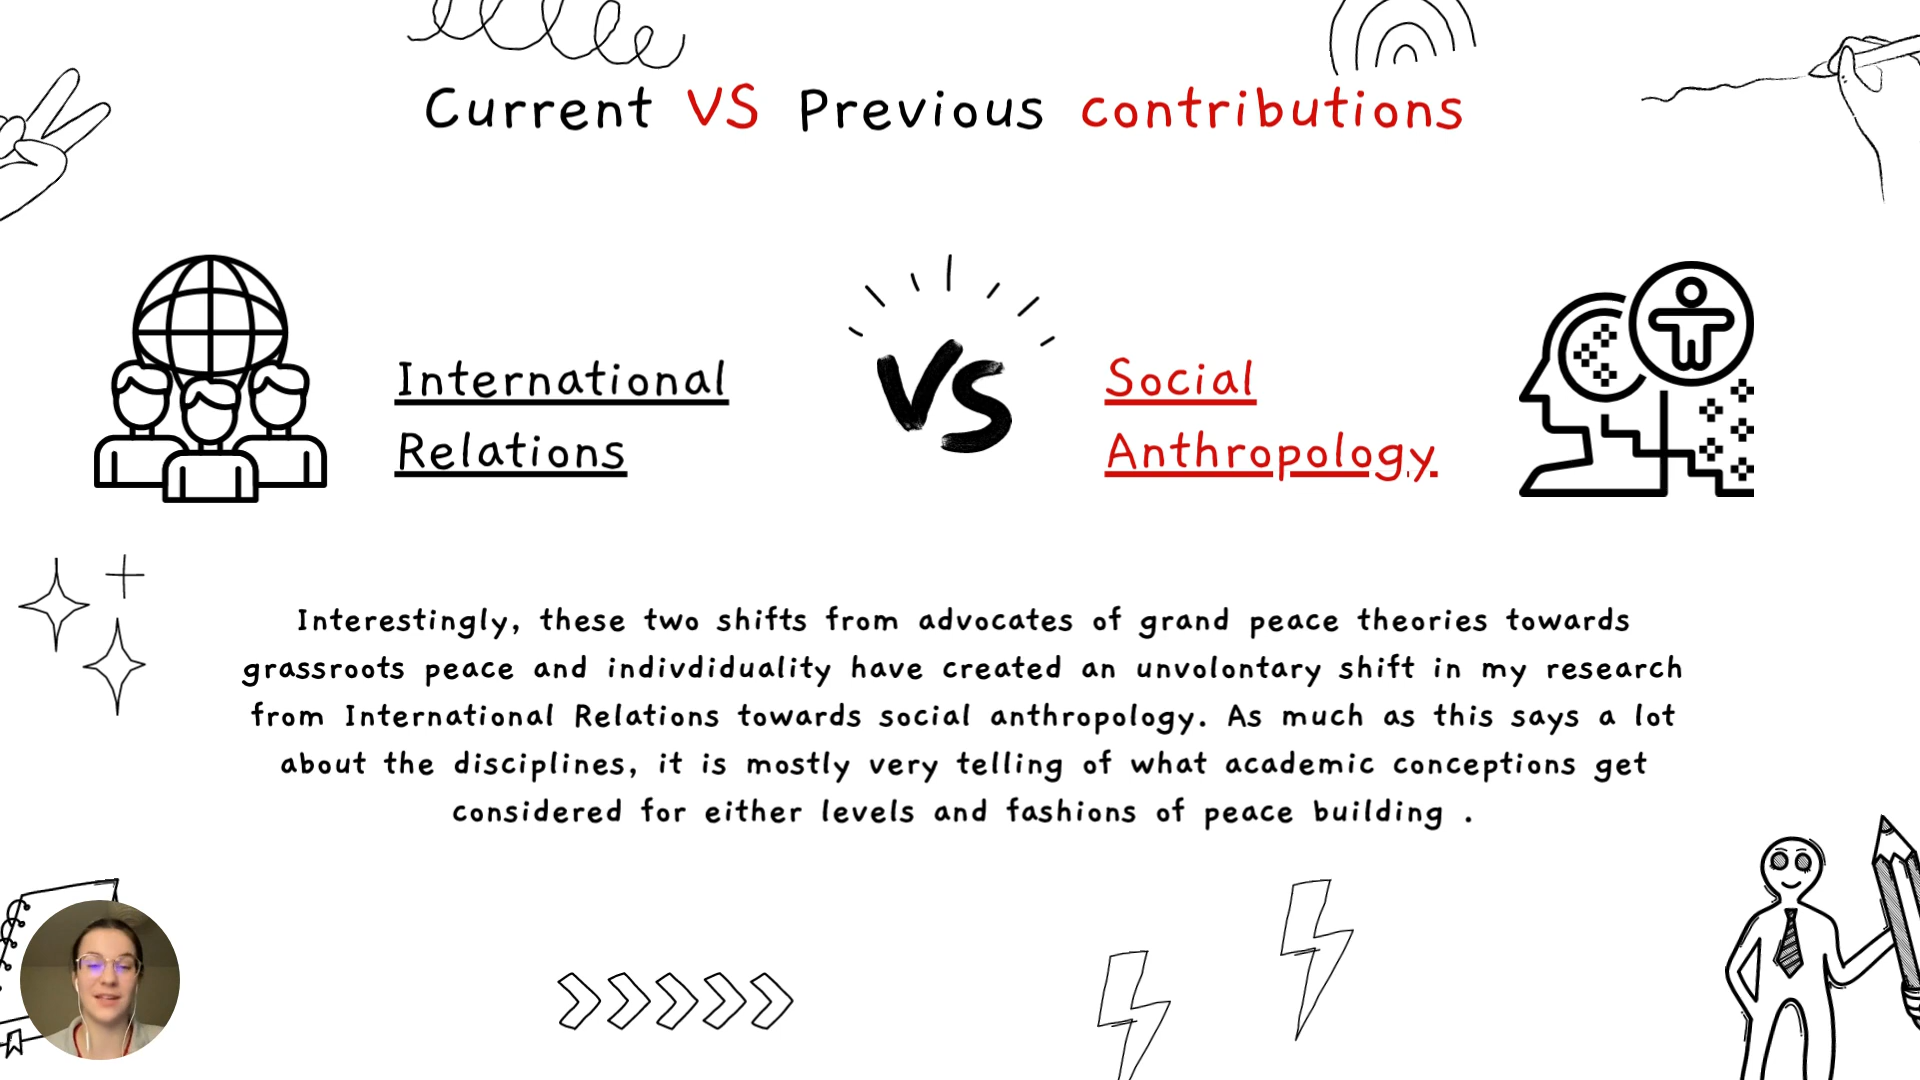 Current VS Previous contributions
International
Relations
VS
Social
Anthropology.
Interestingly, these two shifts from advocates of grand peace theories towards
grassroots peace and indivdiduality have created an unvolontary shift in my research
from International Relations towards social anthropology. As much as this says a lot
about the disciplines, it is mostly very telling of what academic conceptions get
considered for either levels and fashions of peace building .